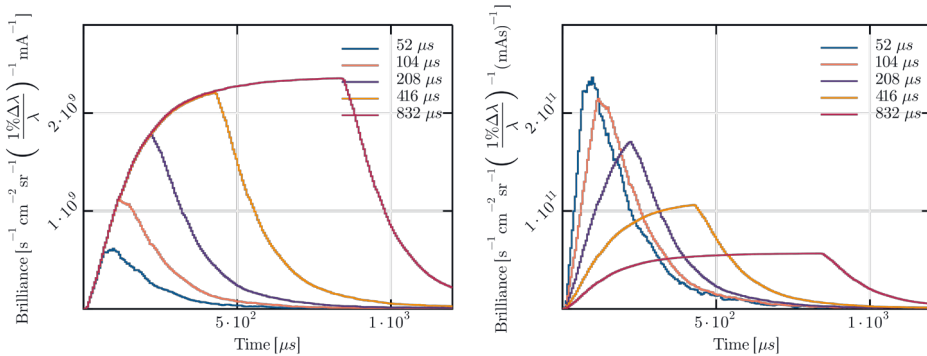 Brilliance [s⁻¹ cm⁻² sr⁻¹ (1%Δλ/λ)⁻¹ mA⁻¹]
2·10⁹
1·10⁹
52 μs
104 μs
208 μs
416 μs
832 μs
5·10² 1·10³
Time [μs]
Brilliance [s⁻¹ cm⁻² sr⁻¹ (1%Δλ/λ)⁻¹ (mAs)⁻¹]
2·10¹¹
1·10¹¹
52 μs
104 μs
208 μs
416 μs
832 μs
5·10² 1·10³
Time [μs]